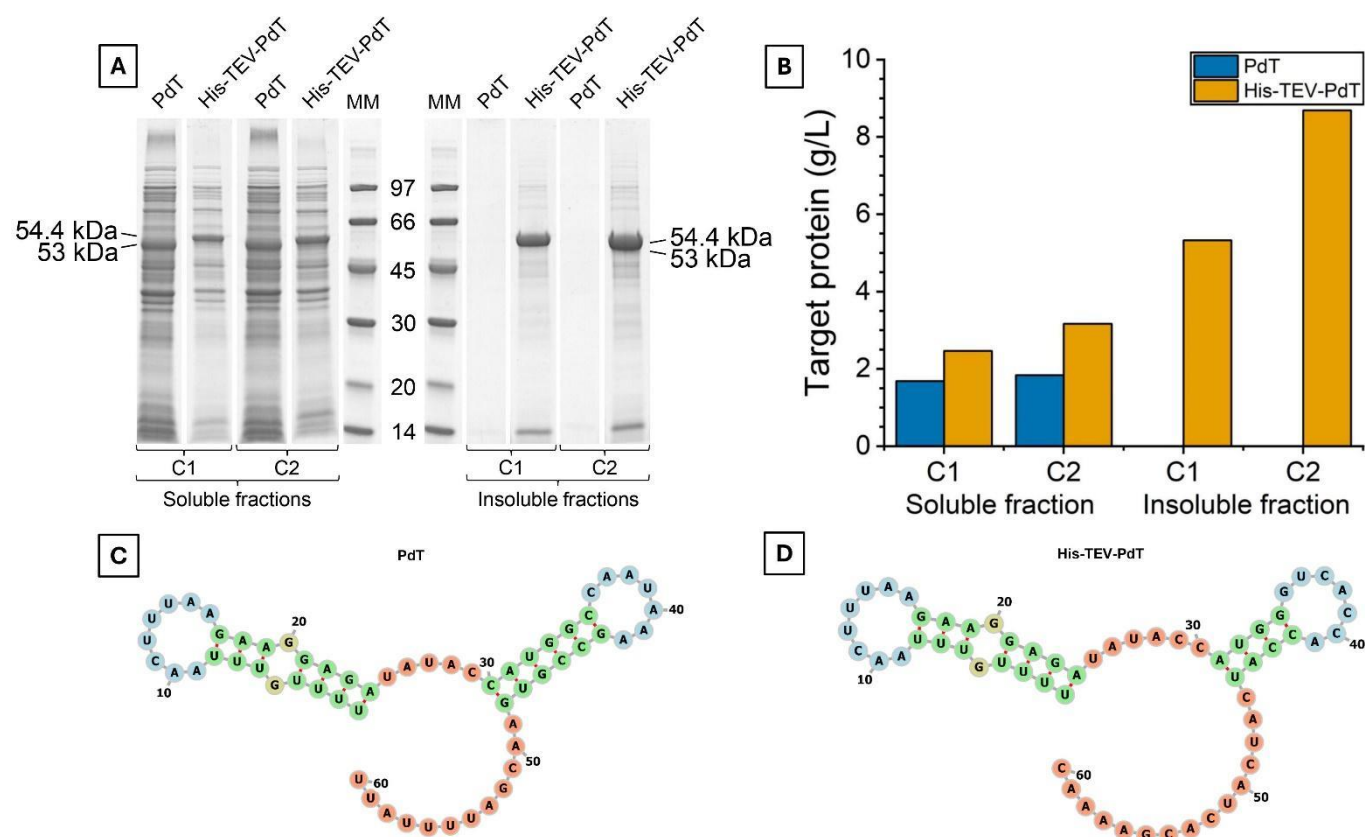 A
PdT
His-TEV-PdT
PdT
His-TEV-PdT
MM
MM
PdT
His-TEV-PdT
PdT
His-TEV-PdT
54.4 kDa
53 kDa
97
66
45
30
20
14
54.4 kDa
53 kDa
C1 C2
Soluble fractions
C1 C2
Insoluble fractions
B
Target protein (g/L)
10
8
6
4
2
0
PdT
His-TEV-PdT
C1 C2 C1 C2
Soluble fraction Insoluble fraction
C
PdT
UUUUGUUUAACUUUAAGAAGGAGAUAUACCAUGGCCAAUAAAGCCGUGAACGAUUUUAUU
10
20
30
40
50
60
D
His-TEV-PdT
UUUUGUUUAACUUUAAGAAGGAGAUAUACCAUGGGUCACCACCAUCAUCAUCACGAAAAC
10
20
30
40
50
60